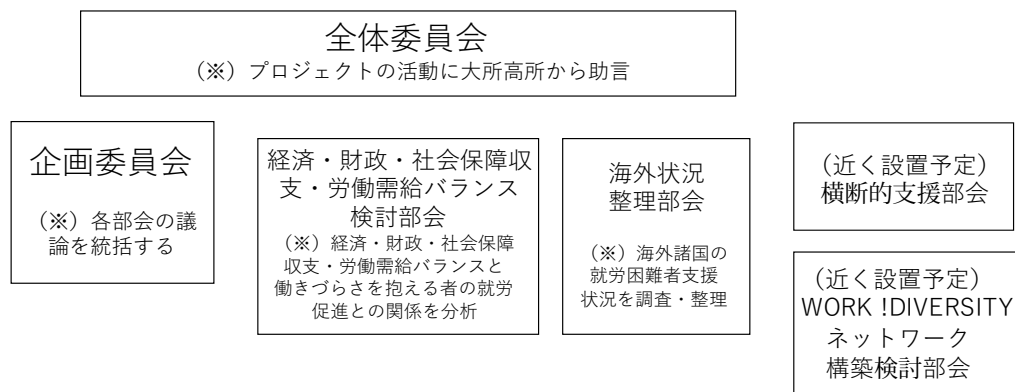 全体委員会
（※）プロジェクトの活動に大所高所から助言
企画委員会
（※）各部会の議
論を統括する
経済・財政・社会保障収
支・労働需給バランス
検討部会
（※）経済・財政・社会保障
収支・労働需給バランスと
働きづらさを抱える者の就労
促進との関係を分析
海外状況
整理部会
（※）海外諸国の
就労困難者支援
状況を調査・整理
（近く設置予定）
横断的支援部会
（近く設置予定）
WORK !DIVERSITY
ネットワーク
構築検討部会